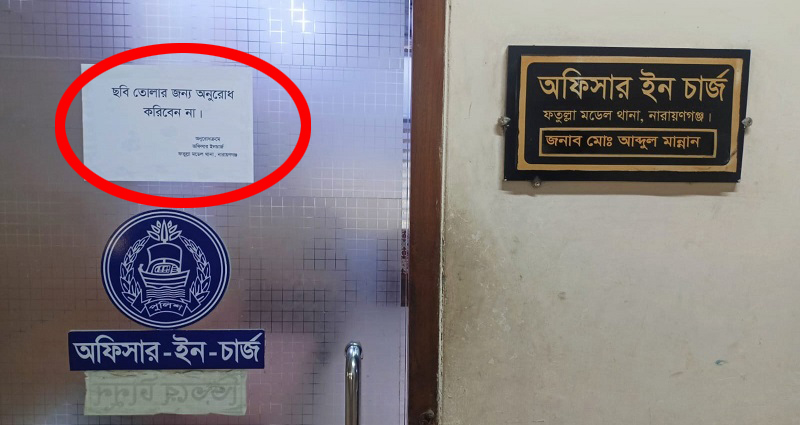 ছবি তোলার জন্য অনুরোধ
করিবেন না।
অনুরোধক্রমে
অফিসার ইনচার্জ
ফতুল্লা মডেল থানা, নারায়ণগঞ্জ
পুলিশ
অফিসার-ইন-চার্জ
অফিসার ইন চার্জ
ফতুল্লা মডেল থানা, নারায়ণগঞ্জ।
জনাব মোঃ আব্দুল মান্নান